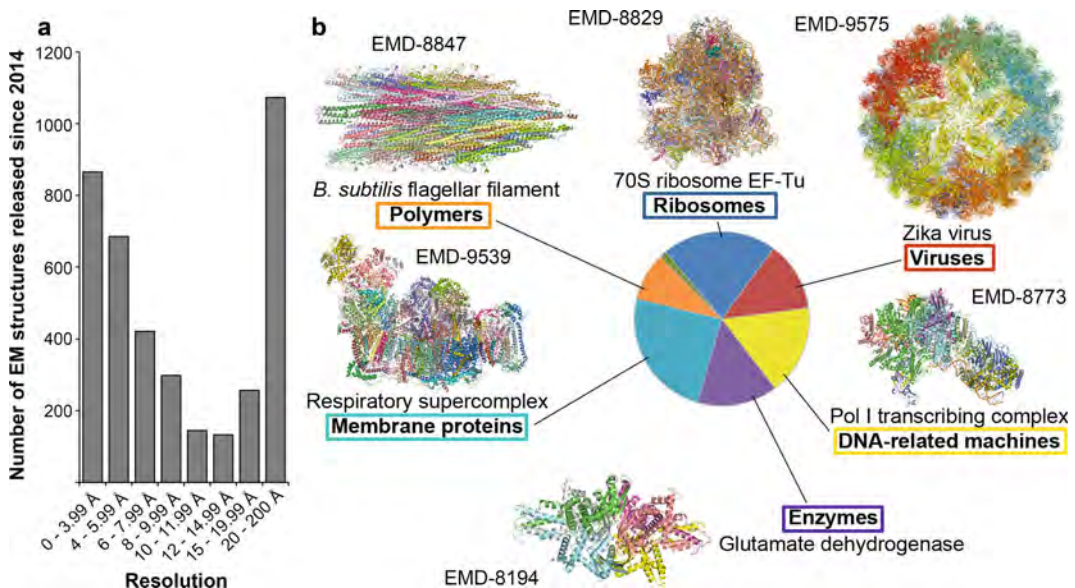 a
Number of EM structures released since 2014
1200
1000
800
600
400
200
0 - 3.99 Å
4 - 5.99 Å
6 - 7.99 Å
8 - 9.99 Å
10 - 11.99 Å
12 - 14.99 Å
15 - 19.99 Å
20 - 200 Å
Resolution
b
EMD-8847
B. subtilis flagellar filament
Polymers
EMD-8829
70S ribosome EF-Tu
Ribosomes
EMD-9575
Zika virus
Viruses
EMD-9539
Respiratory supercomplex
Membrane proteins
EMD-8773
Pol I transcribing complex
DNA-related machines
Enzymes
Glutamate dehydrogenase
EMD-8194